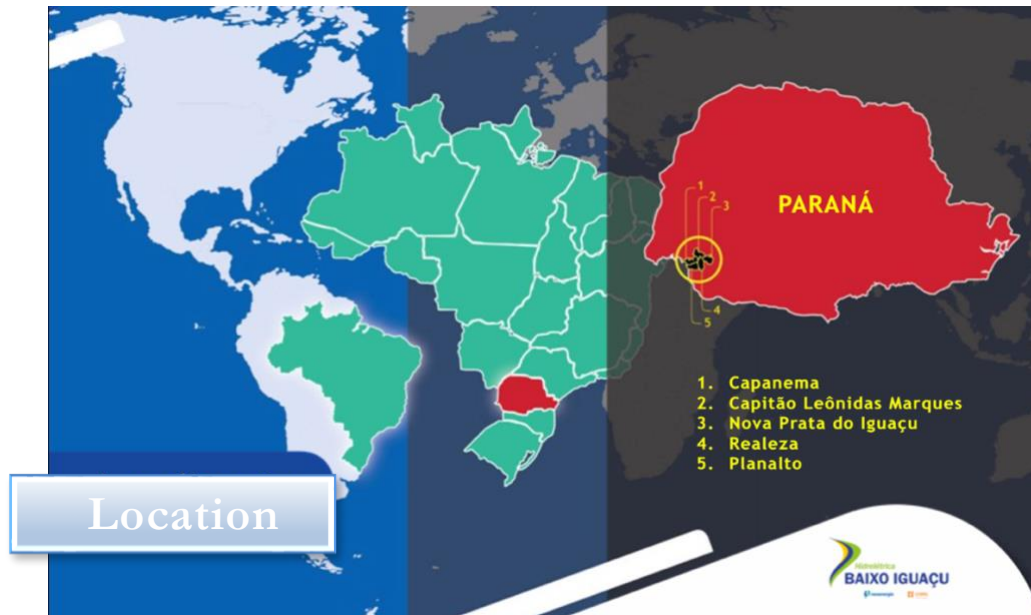 1
2
3
PARANÁ
4
5
1. Capanema
2. Capitão Leônidas Marques
3. Nova Prata do Iguaçu
4. Realeza
5. Planalto
Location
Hidrelétrica
BAIXO IGUAÇU